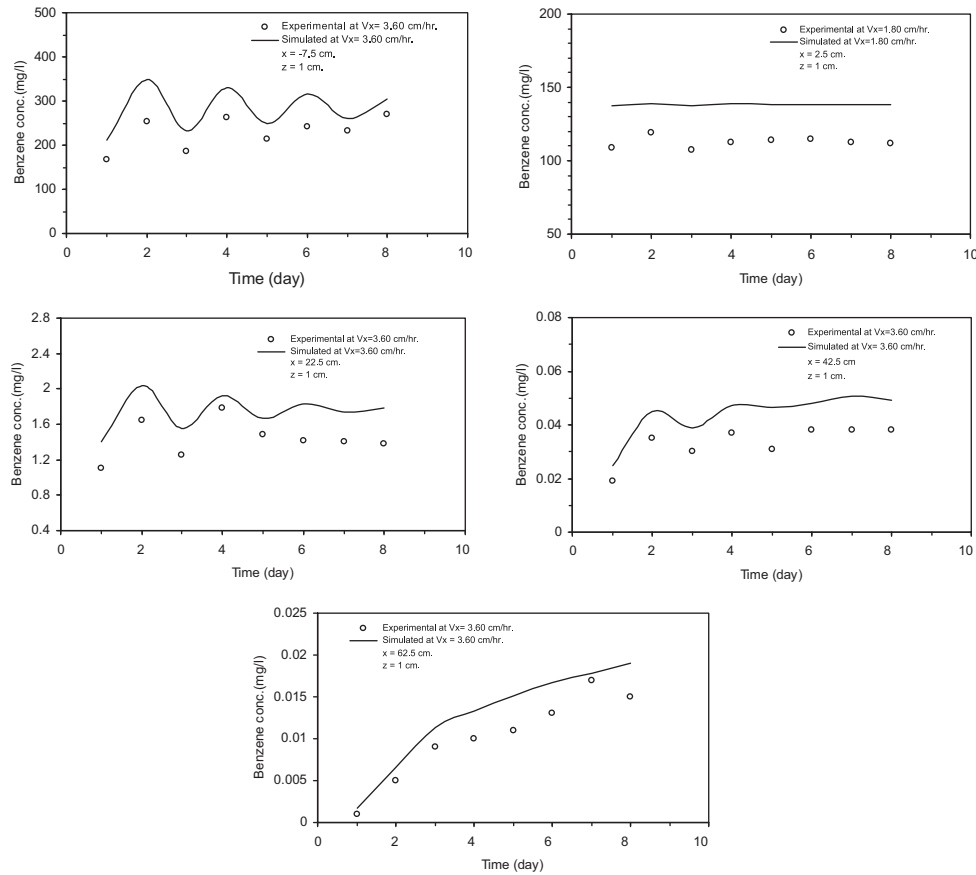 500
400
300
200
100
0
Benzene conc.(mg/l)
Experimental at Vx= 3.60 cm/hr.
Simulated at Vx= 3.60 cm/hr.
x = -7.5 cm.
z = 1 cm.
0 2 4 6 8 10
Time (day)
200
170
140
110
80
50
Benzene conc.(mg/l)
Experimental at Vx=1.80 cm/hr.
Simulated at Vx=1.80 cm/hr.
x = 2.5 cm.
z = 1 cm.
0 2 4 6 8 10
Time (day)
2.8
2.4
2
1.6
1.2
0.8
0.4
Benzene conc.(mg/l)
Experimental at Vx=3.60 cm/hr.
Simulated at Vx=3.60 cm/hr.
x = 22.5 cm.
z = 1 cm.
0 2 4 6 8 10
Time (day)
0.08
0.06
0.04
0.02
0
Benzene conc.(mg/l)
Experimental at Vx=3.60 cm/hr.
Simulated at Vx= 3.60 cm/hr.
x = 42.5 cm
z = 1 cm.
0 2 4 6 8 10
Time (day)
0.025
0.02
0.015
0.01
0.005
0
Benzene conc.(mg/l)
Experimental at Vx= 3.60 cm/hr.
Simulated at Vx = 3.60 cm/hr.
x = 62.5 cm.
z = 1 cm.
0 2 4 6 8 10
Time (day)